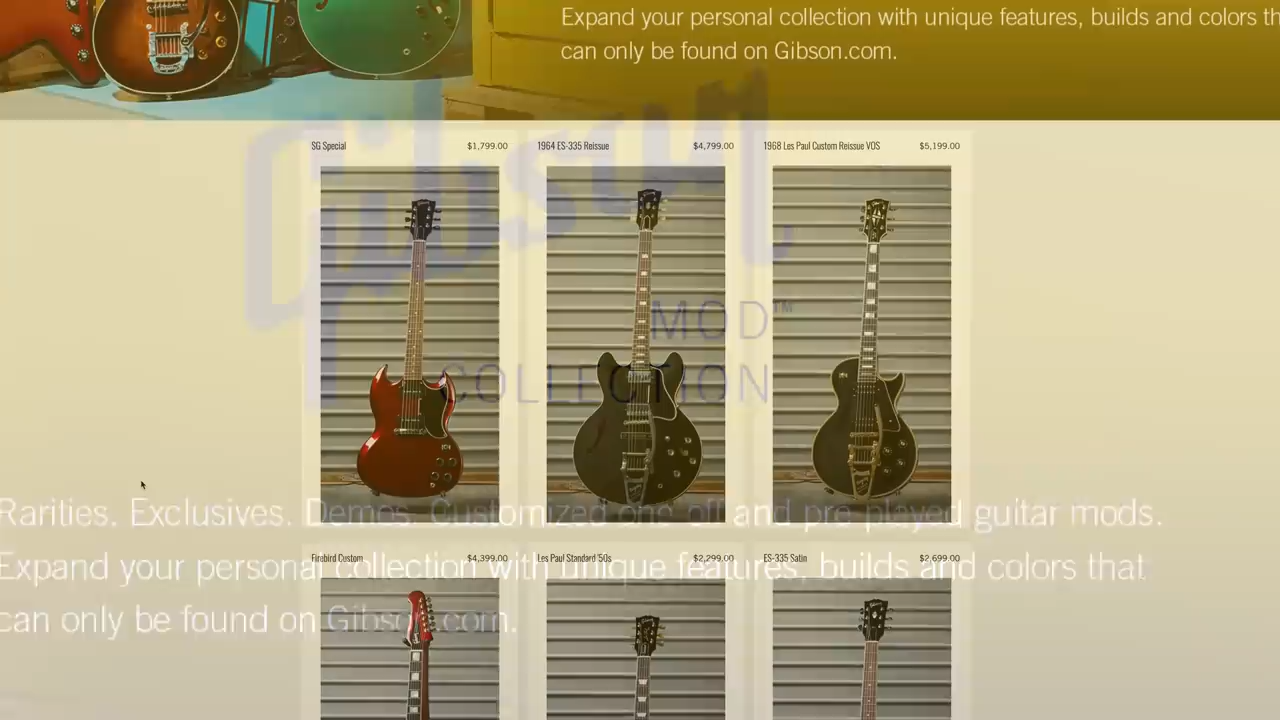 Expand your personal collection with unique features, builds and colors th
can only be found on Gibson.com.
Gibson
SG Special $1,799.00
1964 ES-335 Reissue $4,799.00
1968 Les Paul Custom Reissue VOS $5,199.00
MOD™
COLLECTION
Rarities. Exclusives. Demos. Customized one off and pre played guitar mods.
Expand your personal collection with unique features, builds and colors that
can only be found on Gibson.com.
Firebird Custom $4,399.00
Les Paul Standard '50s $2,299.00
ES-335 Satin $2,699.00